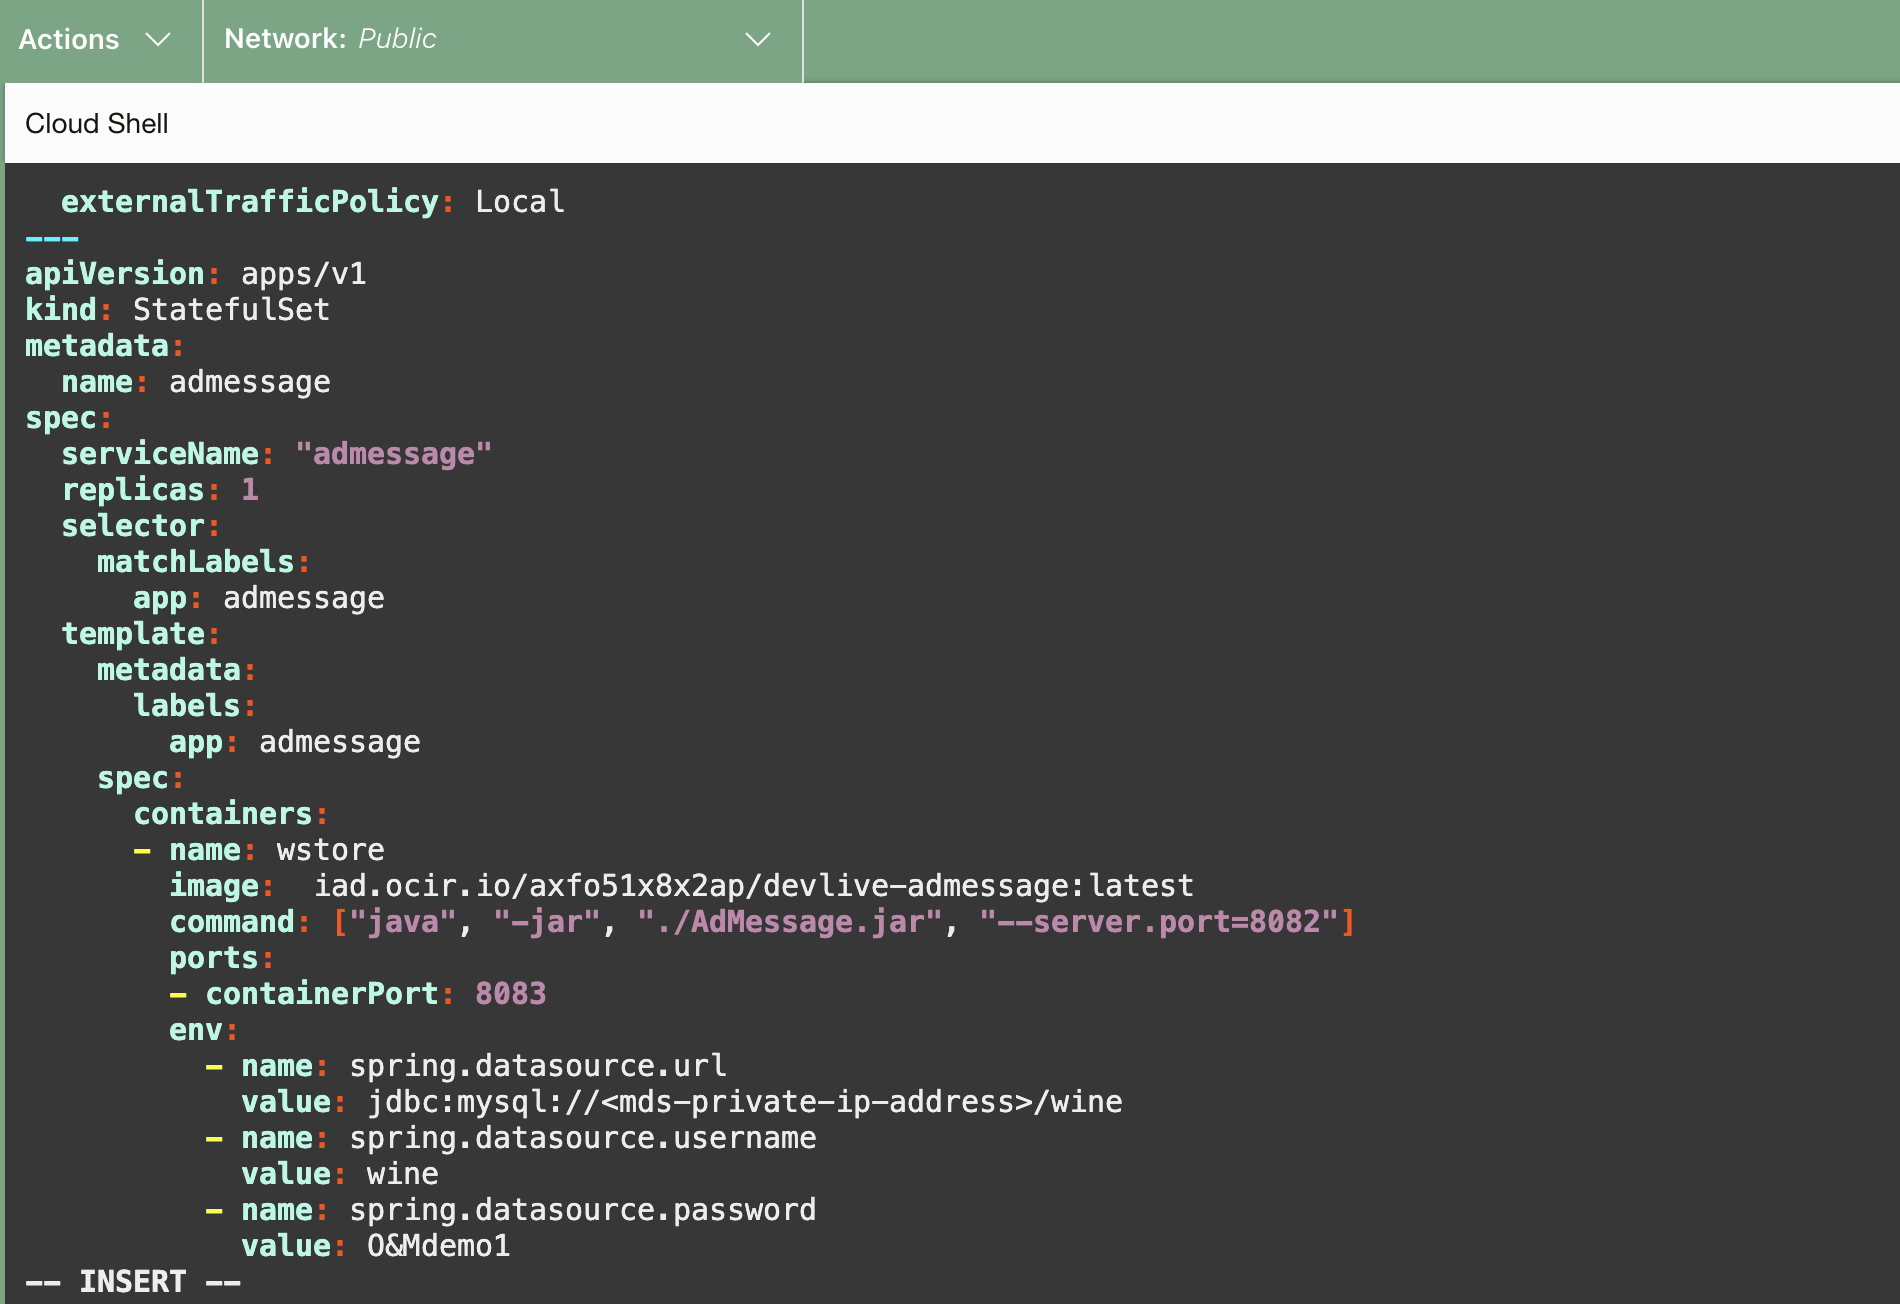 Actions Network: Public
Cloud Shell
  externalTrafficPolicy: Local
---
apiVersion: apps/v1
kind: StatefulSet
metadata:
  name: admessage
spec:
  serviceName: "admessage"
  replicas: 1
  selector:
    matchLabels:
      app: admessage
  template:
    metadata:
      labels:
        app: admessage
    spec:
      containers:
      - name: wstore
        image:  iad.ocir.io/axfo51x8x2ap/devlive-admessage:latest
        command: ["java", "-jar", "./AdMessage.jar", "--server.port=8082"]
        ports:
        - containerPort: 8083
        env:
          - name: spring.datasource.url
            value: jdbc:mysql://<mds-private-ip-address>/wine
          - name: spring.datasource.username
            value: wine
          - name: spring.datasource.password
            value: O&Mdemo1
-- INSERT --